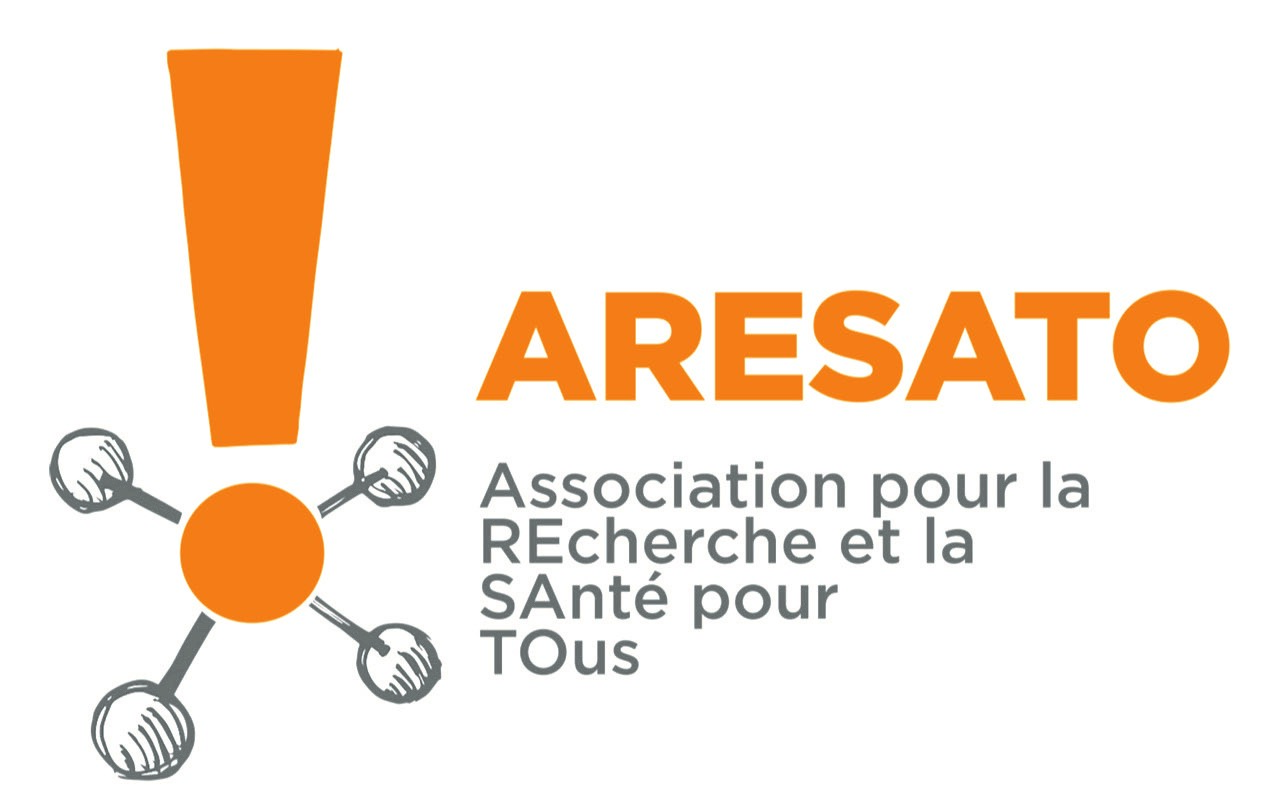 ARESATO
Association pour la
REcherche et la
SAnté pour
TOus